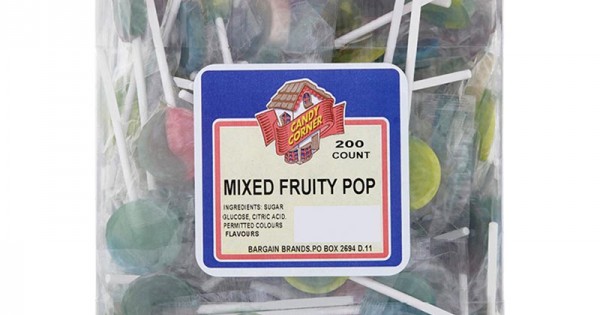 CANDY
CORNER
200
COUNT
MIXED FRUITY POP
INGREDIENTS: SUGAR
GLUCOSE, CITRIC ACID.
PERMITTED COLOURS
FLAVOURS
BARGAIN BRANDS.PO BOX 2694 D.11